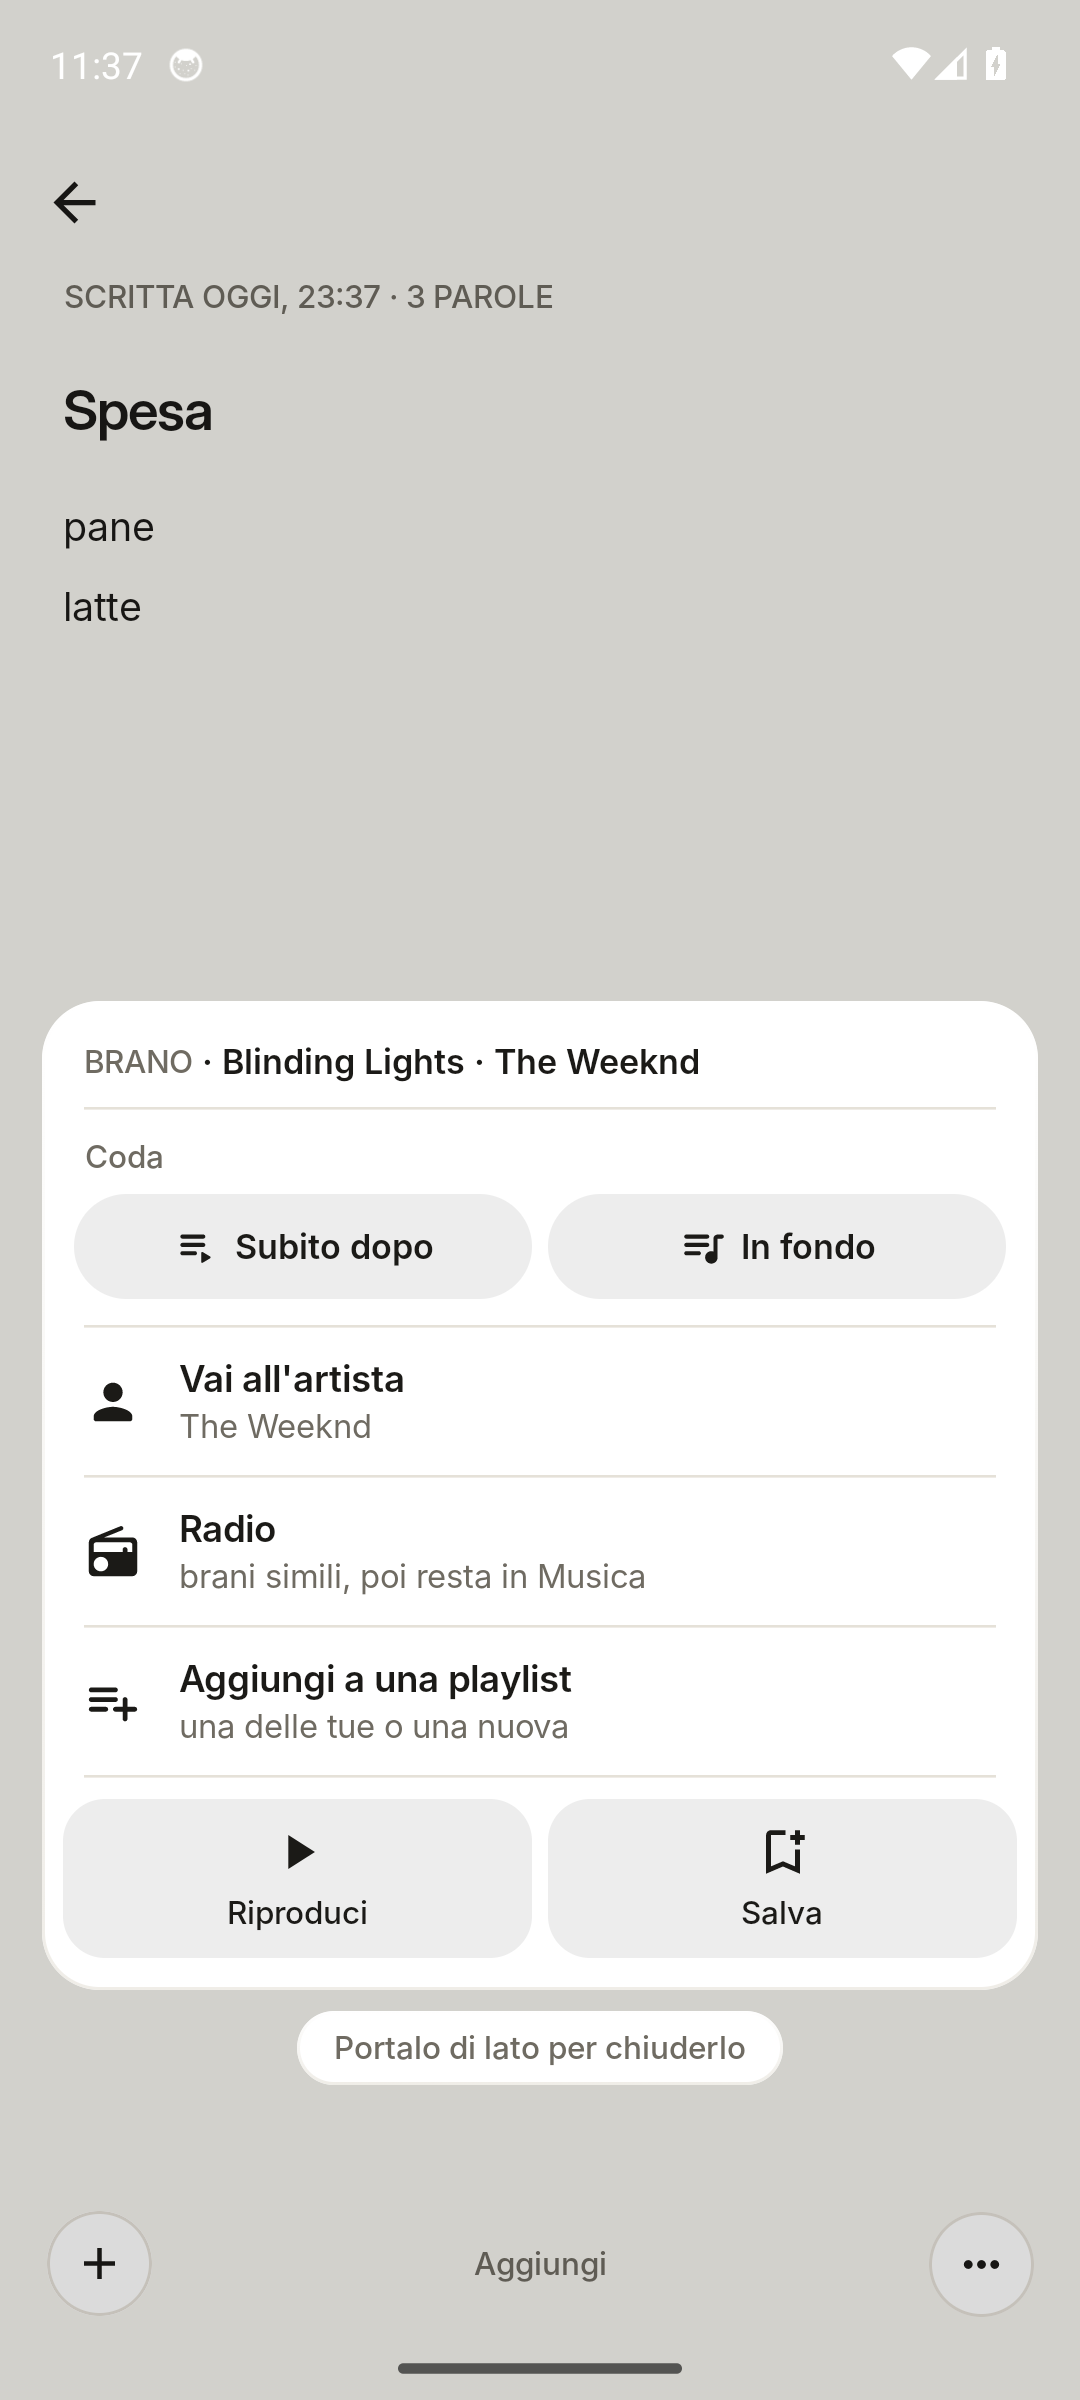 11:37
SCRITTA OGGI, 23:37 · 3 PAROLE
Spesa
pane
latte
BRANO · Blinding Lights · The Weeknd
Coda
Subito dopo
In fondo
Vai all'artista
The Weeknd
Radio
brani simili, poi resta in Musica
Aggiungi a una playlist
una delle tue o una nuova
Riproduci
Salva
Portalo di lato per chiuderlo
Aggiungi